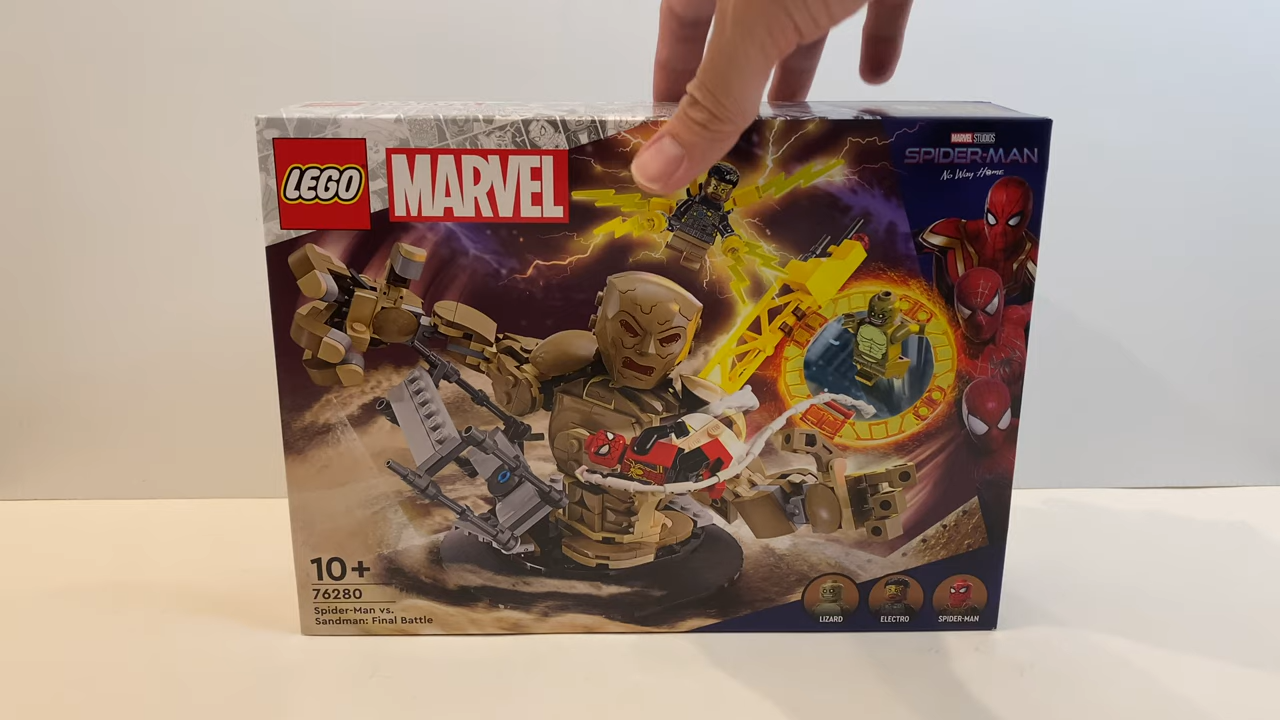 LEGO
MARVEL
MARVEL STUDIOS
SPIDER-MAN
No Way Home
10+
76280
Spider-Man vs.
Sandman: Final Battle
LIZARD
ELECTRO
SPIDER-MAN